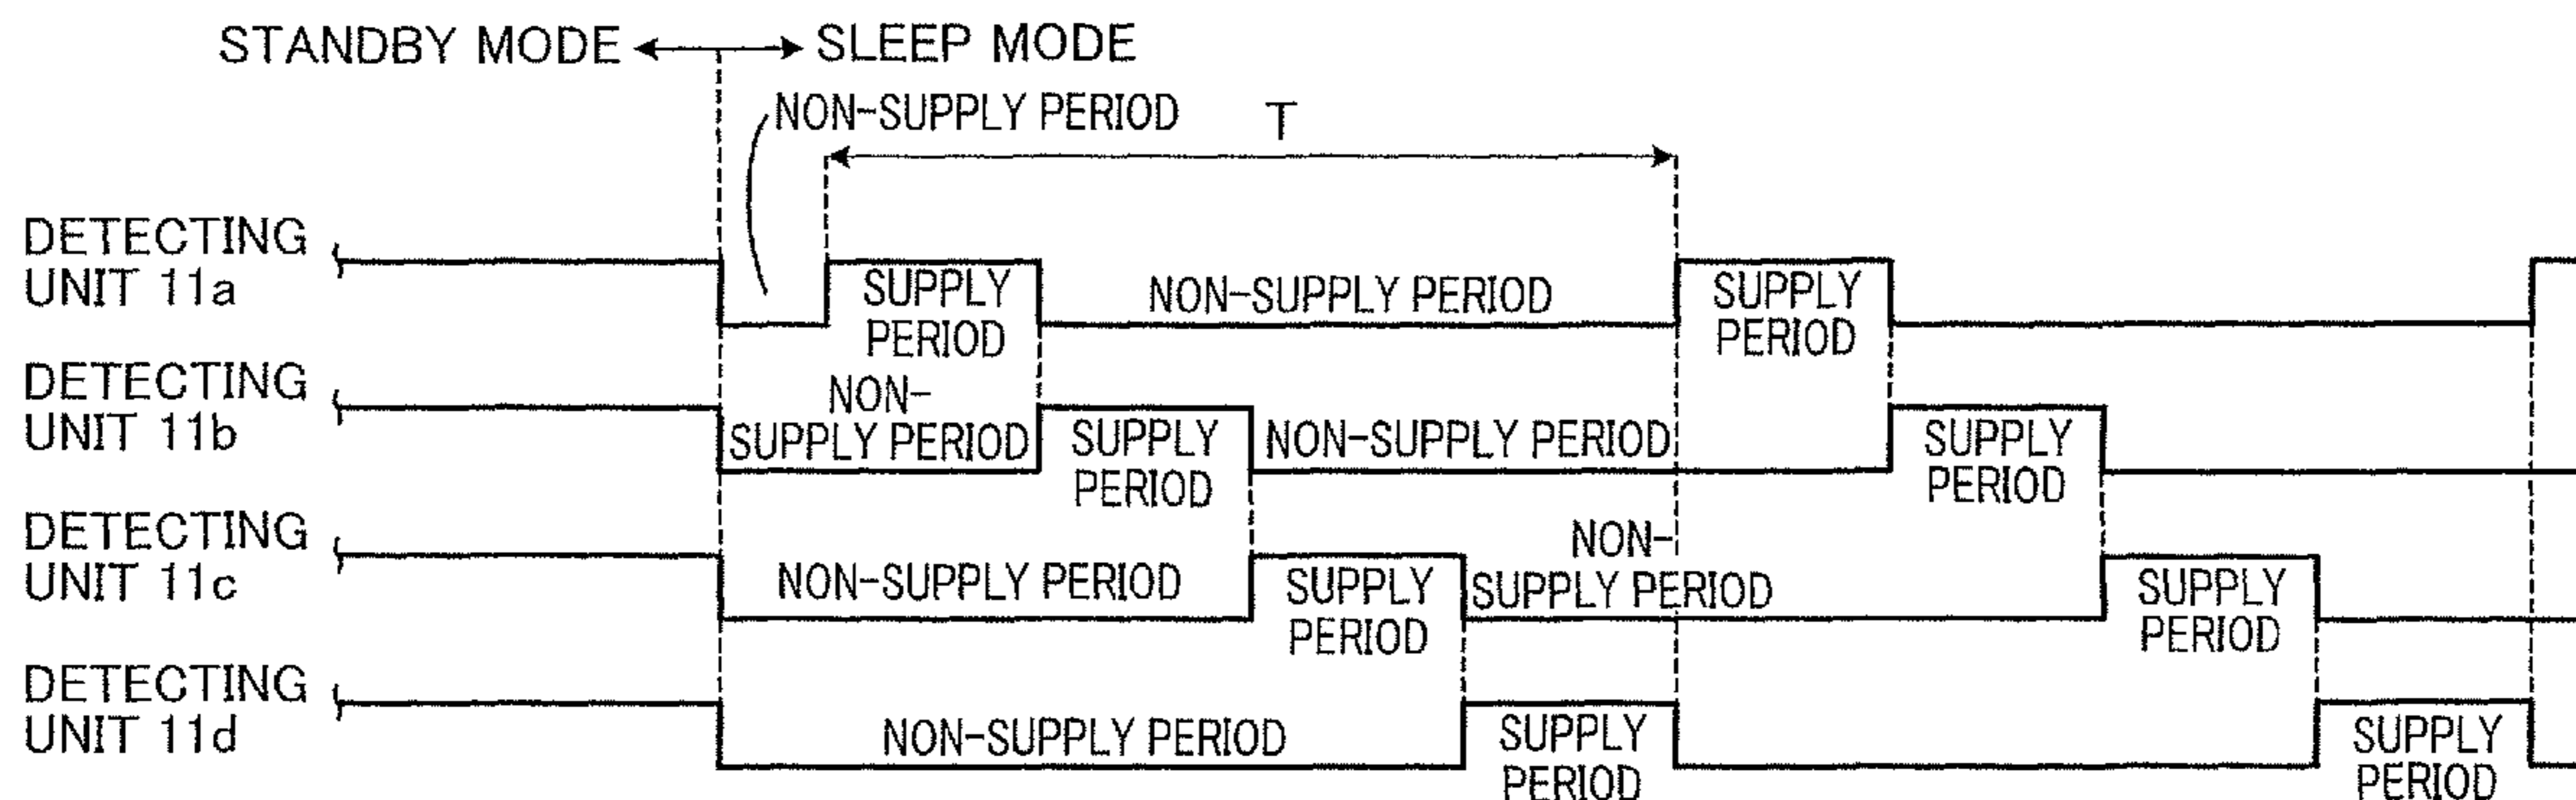 STANDBY MODE SLEEP MODE
NON-SUPPLY PERIOD
T
DETECTING
UNIT 11a
SUPPLY
PERIOD
NON-SUPPLY PERIOD
SUPPLY
PERIOD
DETECTING
UNIT 11b
NON-
SUPPLY PERIOD
SUPPLY
PERIOD
NON-SUPPLY PERIOD
SUPPLY
PERIOD
DETECTING
UNIT 11c
NON-SUPPLY PERIOD
SUPPLY
PERIOD
NON-
SUPPLY PERIOD
SUPPLY
PERIOD
DETECTING
UNIT 11d
NON-SUPPLY PERIOD
SUPPLY
PERIOD
SUPPLY
PERIOD